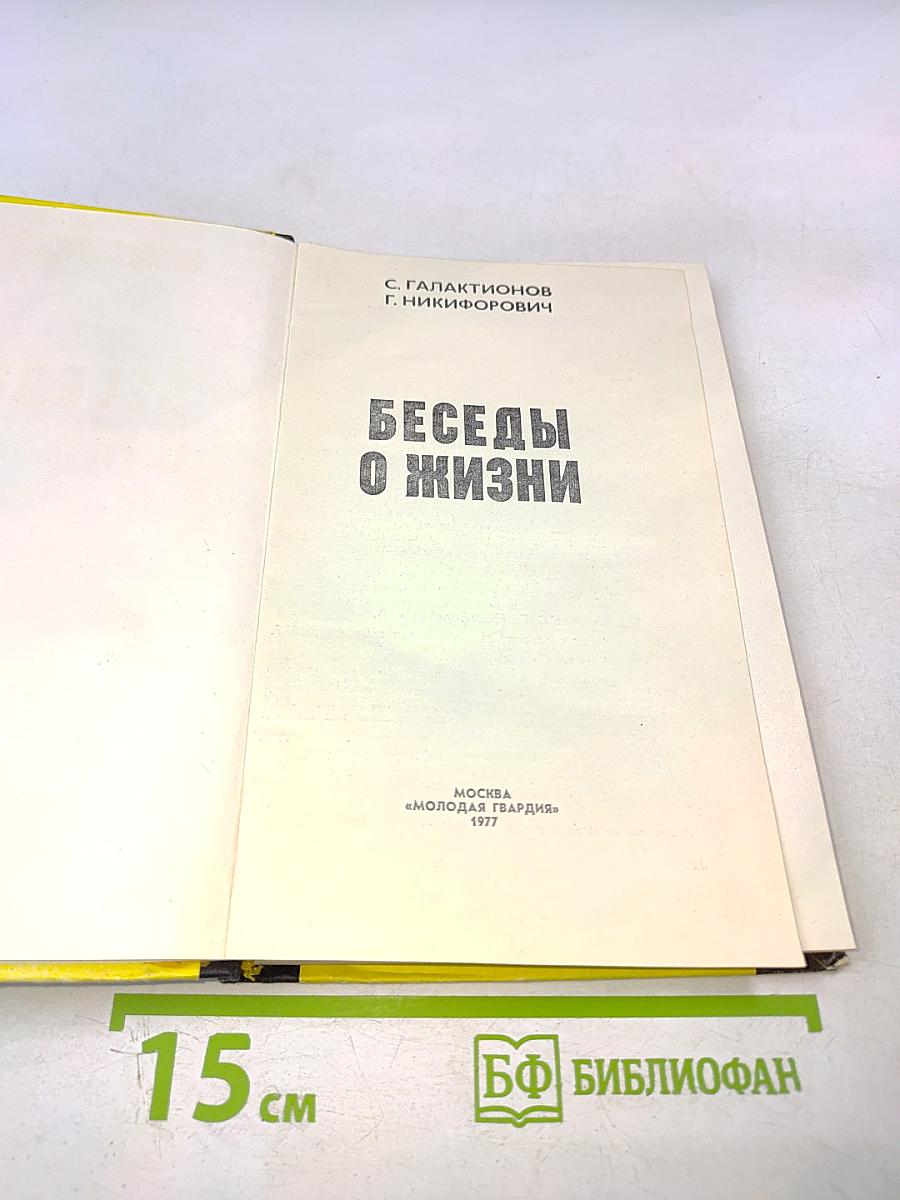 С. ГАЛАКТИОНОВ
Г. НИКИФОРОВИЧ
БЕСЕДЫ
О ЖИЗНИ
МОСКВА
«МОЛОДАЯ ГВАРДИЯ»
1977
15 см
БФ БИБЛИОФАН